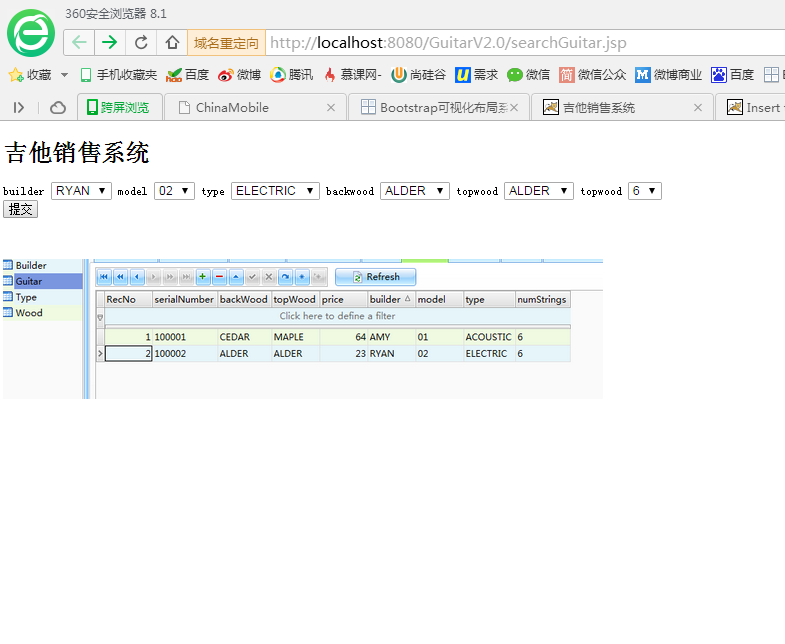 360安全浏览器 8.1
域名重定向 http://localhost:8080/GuitarV2.0/searchGuitar.jsp
收藏 手机收藏夹 百度 微博 腾讯 慕课网- 尚硅谷 需求 微信 微信公众 微博商业 百度 E
跨屏浏览 ChinaMobile Bootstrap可视化布局系 吉他销售系统 Insert
吉他销售系统
builder RYAN model 02 type ELECTRIC backwood ALDER topwood ALDER topwood 6
提交
Builder
Guitar
Type
Wood
Refresh
RecNo serialNumber backWood topWood price builder model type numStrings
Click here to define a filter
1 100001 CEDAR MAPLE 64 AMY 01 ACOUSTIC 6
2 100002 ALDER ALDER 23 RYAN 02 ELECTRIC 6